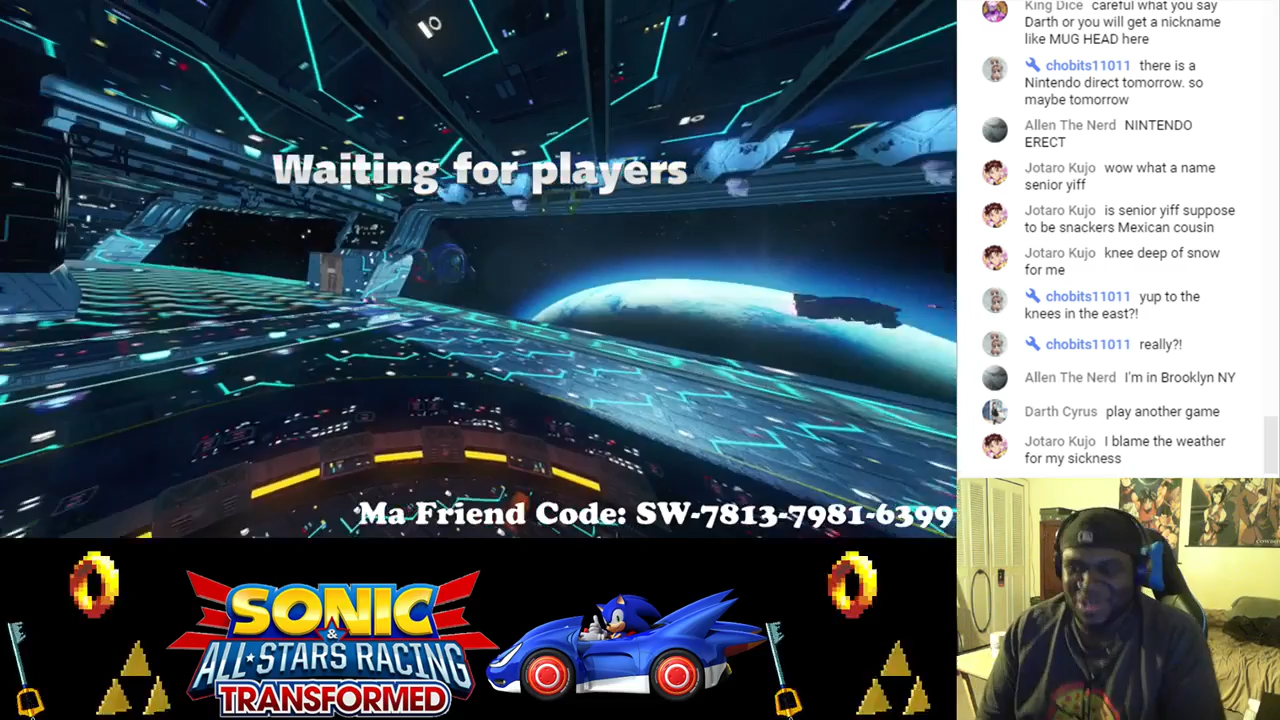 Waiting for players
Ma Friend Code: SW-7813-7981-6399
SONIC
&
ALL★STARS RACING
TRANSFORMED
King Dice careful what you say
Darth or you will get a nickname
like MUG HEAD here
chobits11011 there is a
Nintendo direct tomorrow. so
maybe tomorrow
Allen The Nerd NINTENDO
ERECT
Jotaro Kujo wow what a name
senior yiff
Jotaro Kujo is senior yiff suppose
to be snackers Mexican cousin
Jotaro Kujo knee deep of snow
for me
chobits11011 yup to the
knees in the east?!
chobits11011 really?!
Allen The Nerd I'm in Brooklyn NY
Darth Cyrus play another game
Jotaro Kujo I blame the weather
for my sickness